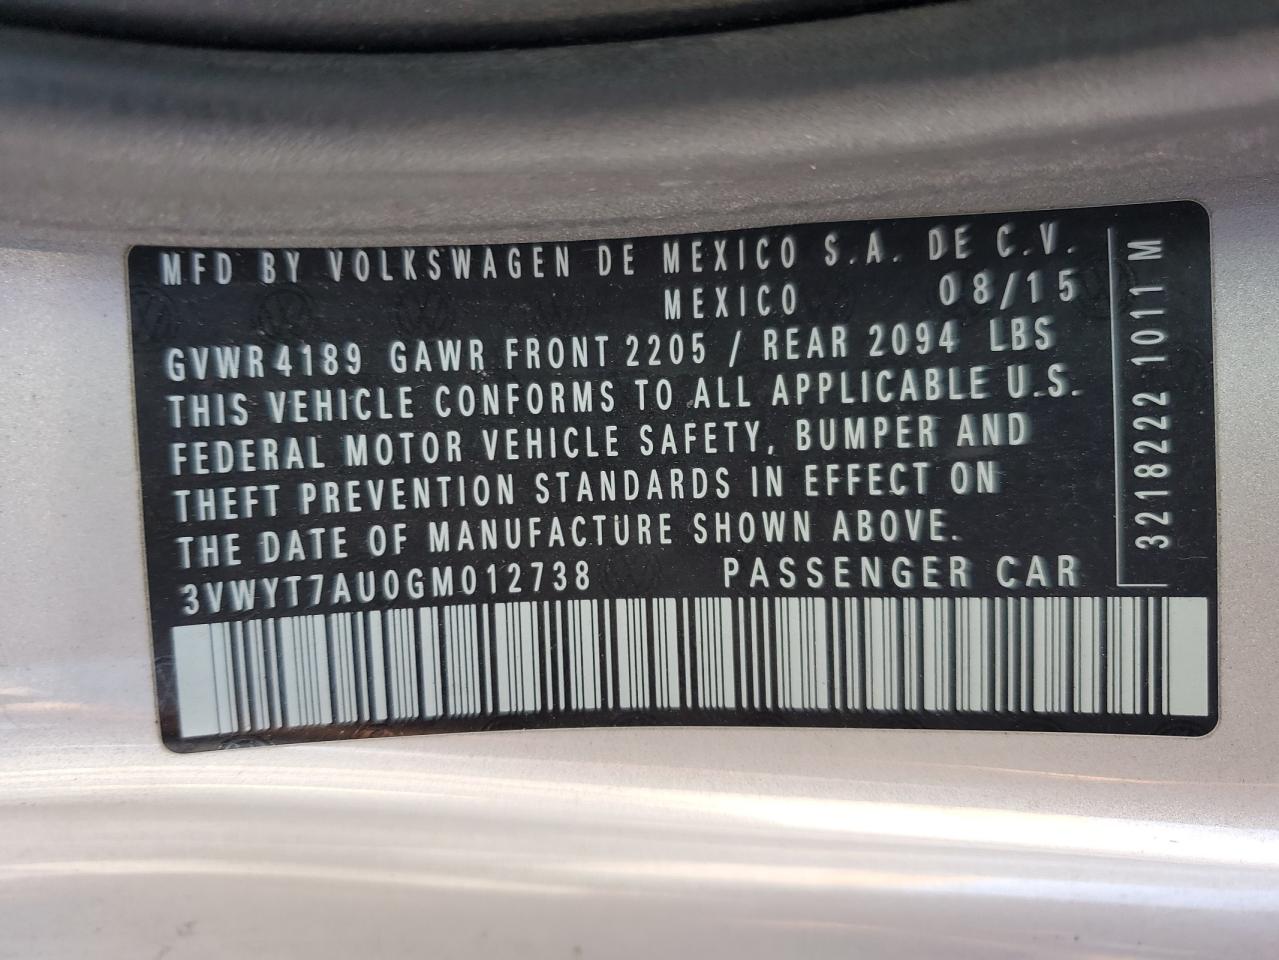 MFD BY VOLKSWAGEN DE MEXICO S.A. DE C.V.
MEXICO 08/15
GVWR 4189 GAWR FRONT 2205 / REAR 2094 LBS
THIS VEHICLE CONFORMS TO ALL APPLICABLE U.S.
FEDERAL MOTOR VEHICLE SAFETY, BUMPER AND
THEFT PREVENTION STANDARDS IN EFFECT ON
THE DATE OF MANUFACTURE SHOWN ABOVE.
3VWYT7AU0GM012738 PASSENGER CAR
3218222 1011 M